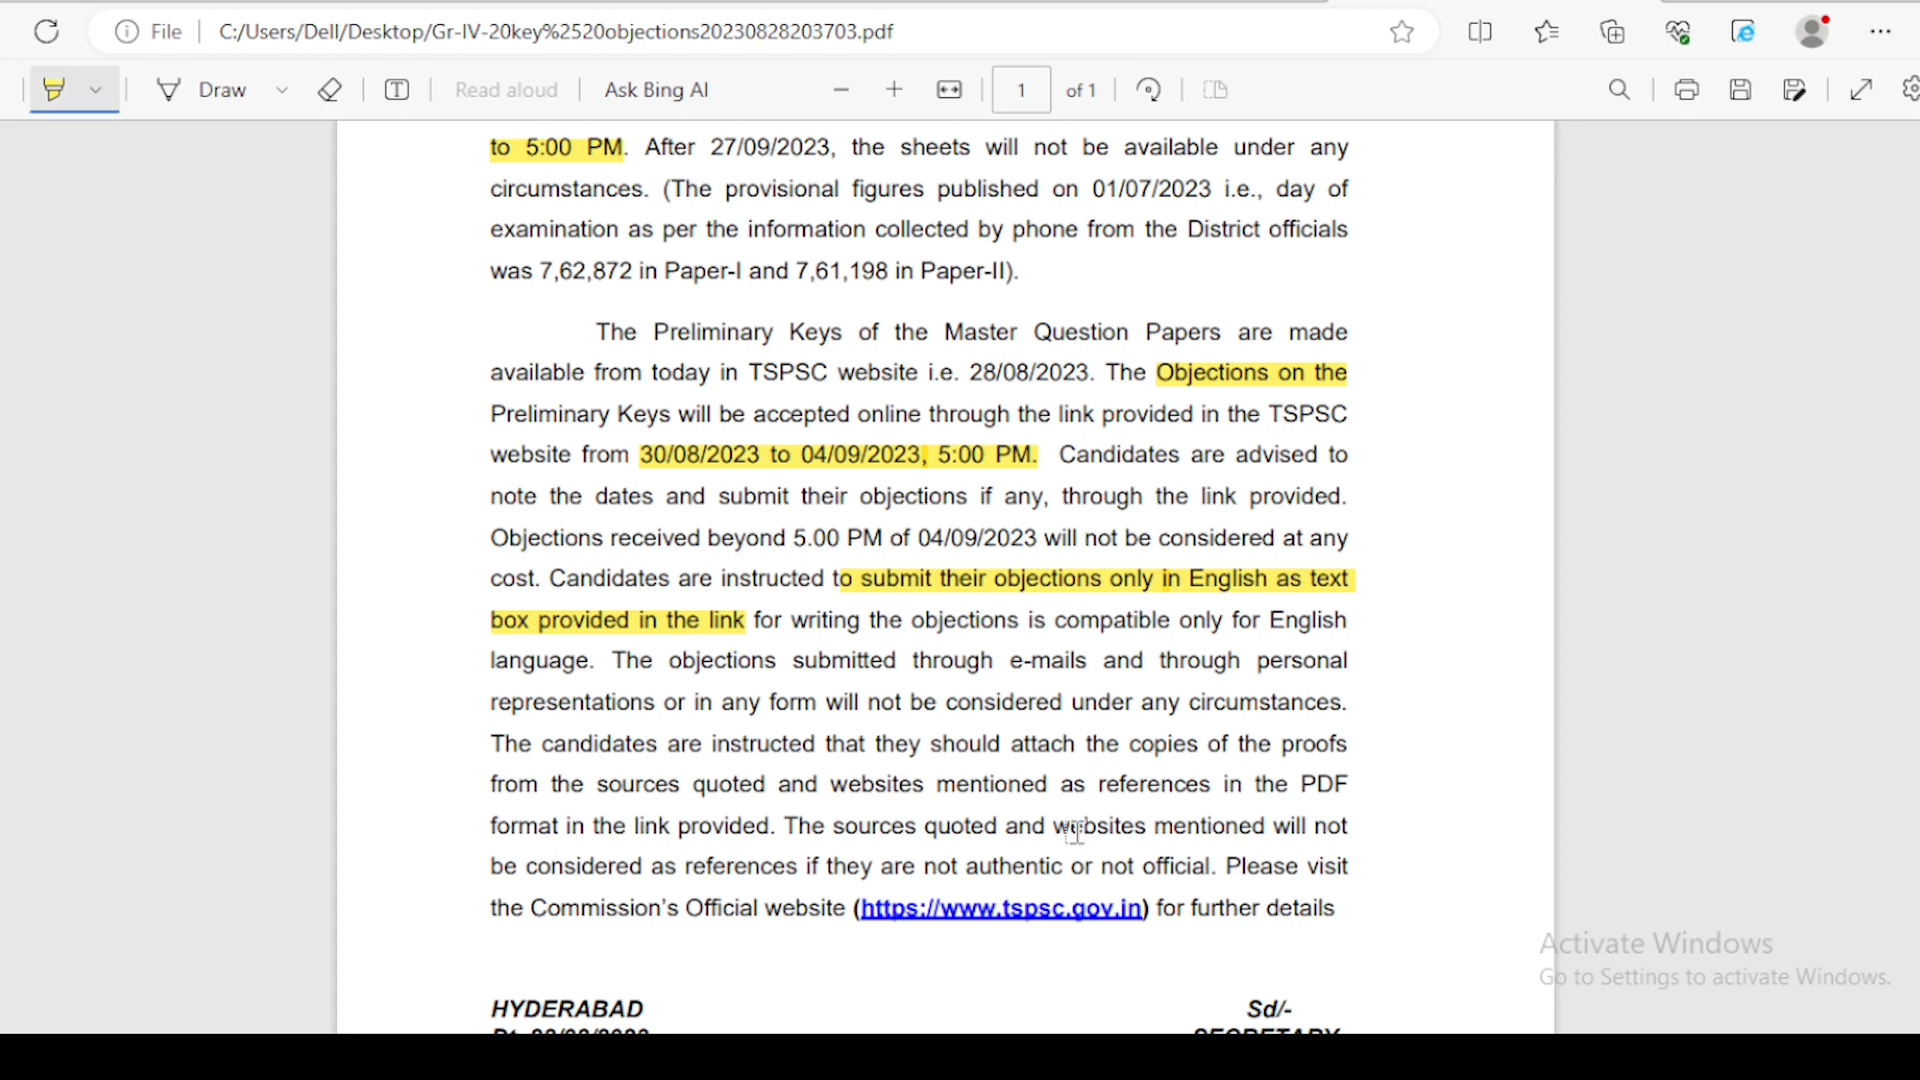 File C:/Users/Dell/Desktop/Gr-IV-20key%2520objections20230828203703.pdf
Draw Read aloud Ask Bing AI 1 of 1
to 5:00 PM. After 27/09/2023, the sheets will not be available under any
circumstances. (The provisional figures published on 01/07/2023 i.e., day of
examination as per the information collected by phone from the District officials
was 7,62,872 in Paper-I and 7,61,198 in Paper-II).
The Preliminary Keys of the Master Question Papers are made
available from today in TSPSC website i.e. 28/08/2023. The Objections on the
Preliminary Keys will be accepted online through the link provided in the TSPSC
website from 30/08/2023 to 04/09/2023, 5:00 PM. Candidates are advised to
note the dates and submit their objections if any, through the link provided.
Objections received beyond 5.00 PM of 04/09/2023 will not be considered at any
cost. Candidates are instructed to submit their objections only in English as text
box provided in the link for writing the objections is compatible only for English
language. The objections submitted through e-mails and through personal
representations or in any form will not be considered under any circumstances.
The candidates are instructed that they should attach the copies of the proofs
from the sources quoted and websites mentioned as references in the PDF
format in the link provided. The sources quoted and websites mentioned will not
be considered as references if they are not authentic or not official. Please visit
the Commission's Official website (https://www.tspsc.gov.in) for further details
Activate Windows
Go to Settings to activate Windows.
HYDERABAD Sd/-
SECRETARY